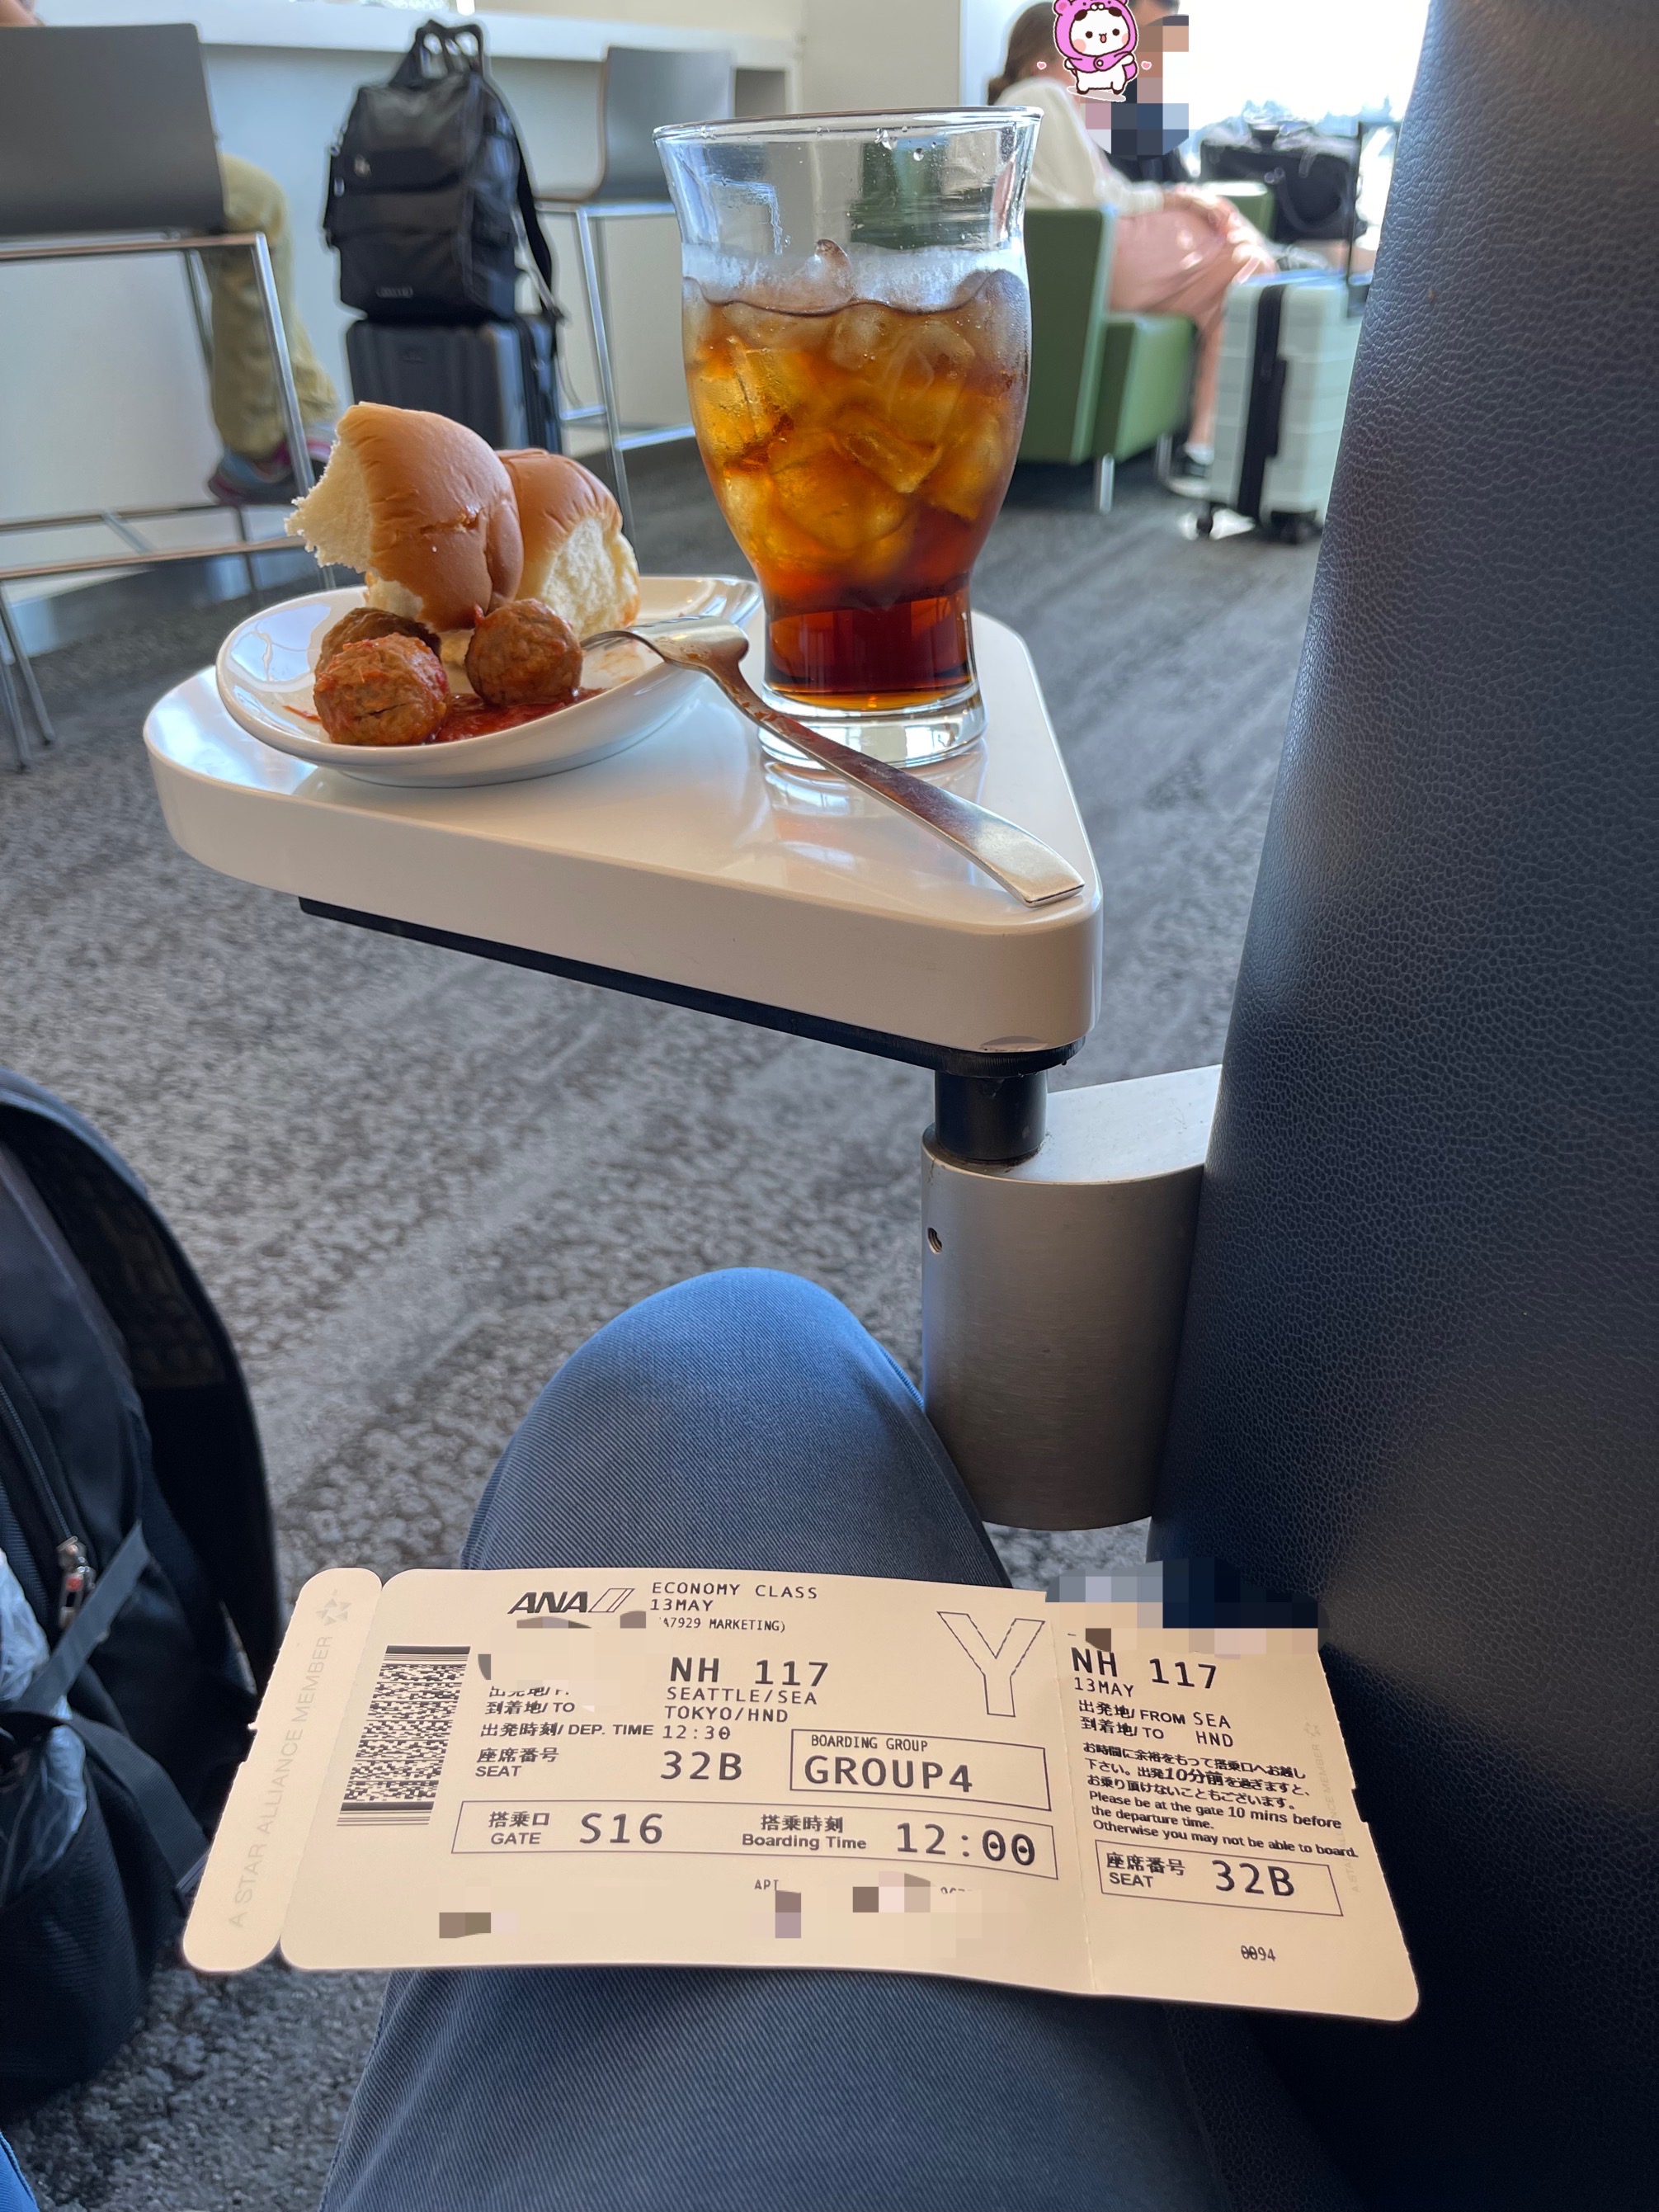 A STAR ALLIANCE MEMBER
ANA
ECONOMY CLASS
13MAY
A7929 MARKETING)
NH 117
SEATTLE/SEA
到着地/TO TOKYO/HND
出発時刻/DEP. TIME 12:30
座席番号
SEAT 32B
BOARDING GROUP
GROUP4
搭乗口
GATE S16
搭乗時刻
Boarding Time 12:00
Y
NH 117
13MAY
出発地/FROM SEA
到着地/TO HND
お時間に余裕をもって搭乗口へお越し
下さい。出発10分前を過ぎますと、
お乗り頂けないこともございます。
Please be at the gate 10 mins before
the departure time.
Otherwise you may not be able to board.
座席番号
SEAT 32B
0094